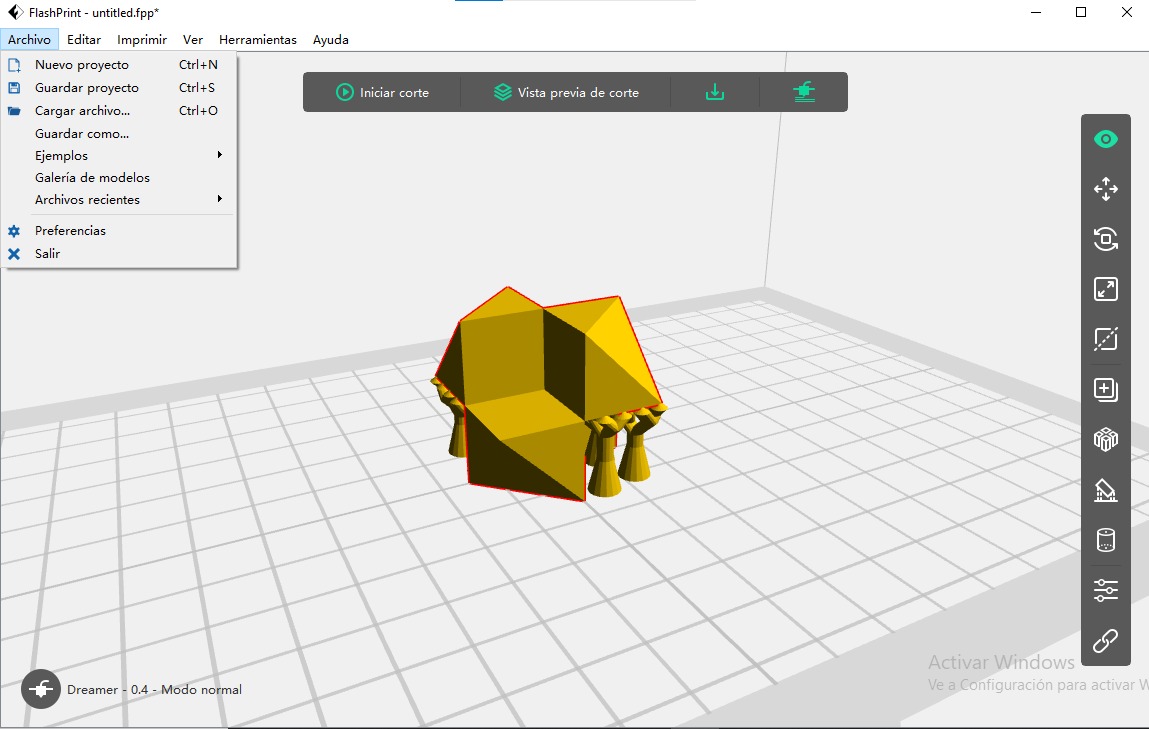 FlashPrint - untitled.fpp*
Archivo Editar Imprimir Ver Herramientas Ayuda
Nuevo proyecto Ctrl+N
Guardar proyecto Ctrl+S
Cargar archivo... Ctrl+O
Guardar como...
Ejemplos
Galería de modelos
Archivos recientes
Preferencias
Salir
Iniciar corte Vista previa de corte
Activar Windows
Ve a Configuración para activar W
Dreamer - 0.4 - Modo normal